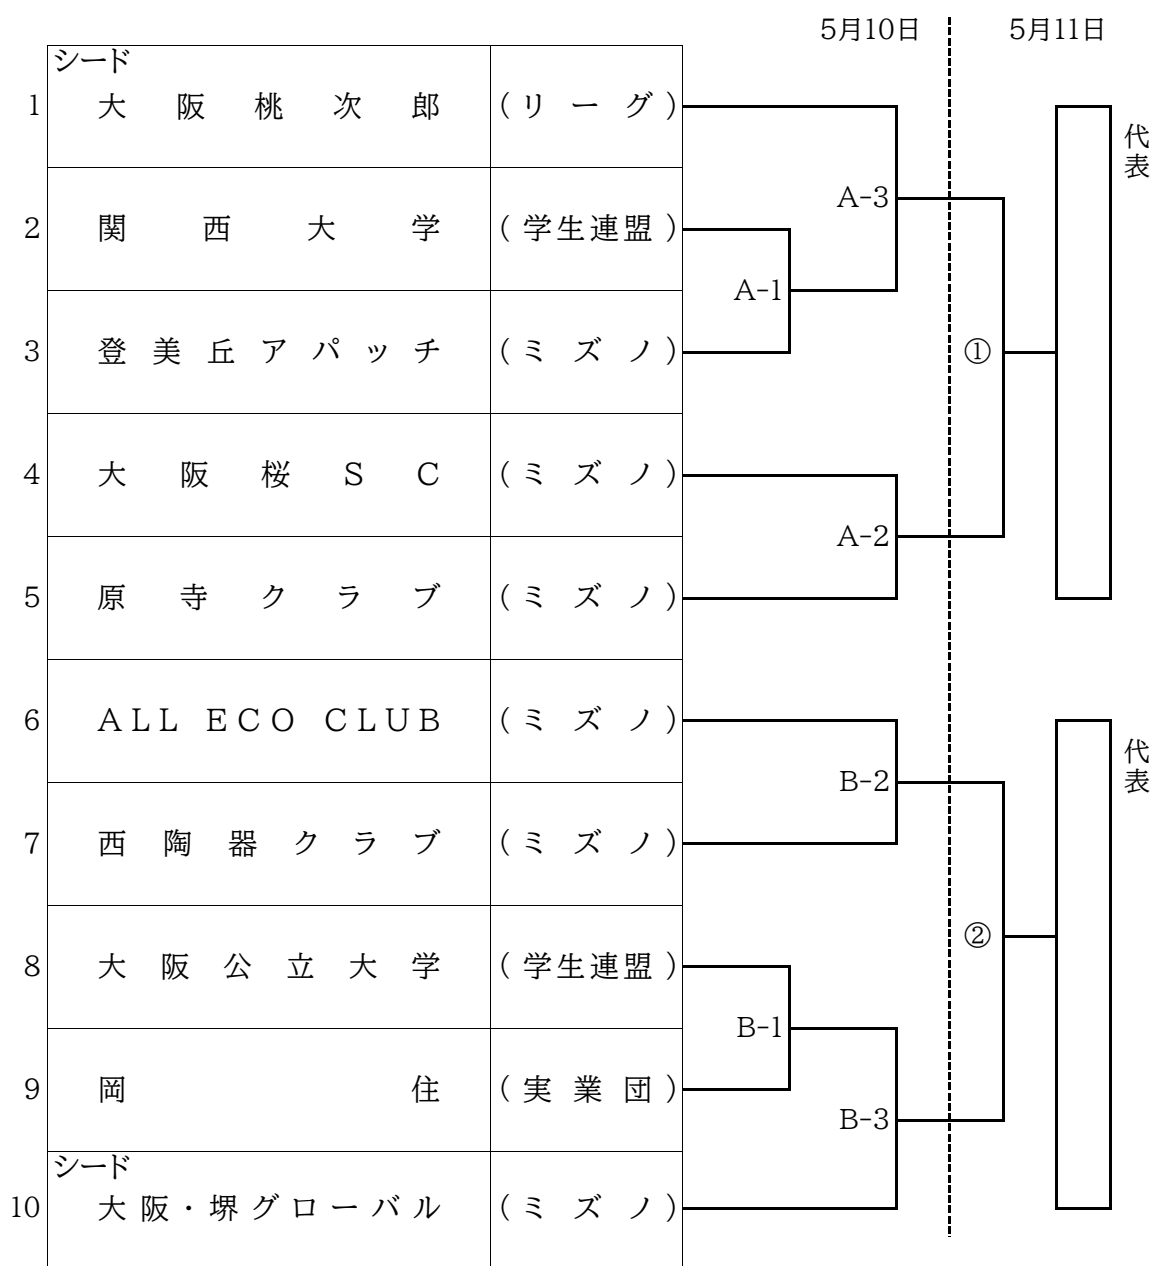 5月10日 5月11日
シード
1 大阪桃次郎 (リーグ)
代表
A-3
2 関西大学 (学生連盟)
A-1
3 登美丘アパッチ (ミズノ)
①
4 大阪桜SC (ミズノ)
A-2
5 原寺クラブ (ミズノ)
6 ALL ECO CLUB (ミズノ)
代表
B-2
7 西陶器クラブ (ミズノ)
②
8 大阪公立大学 (学生連盟)
B-1
9 岡住 (実業団)
B-3
シード
10 大阪・堺グローバル (ミズノ)